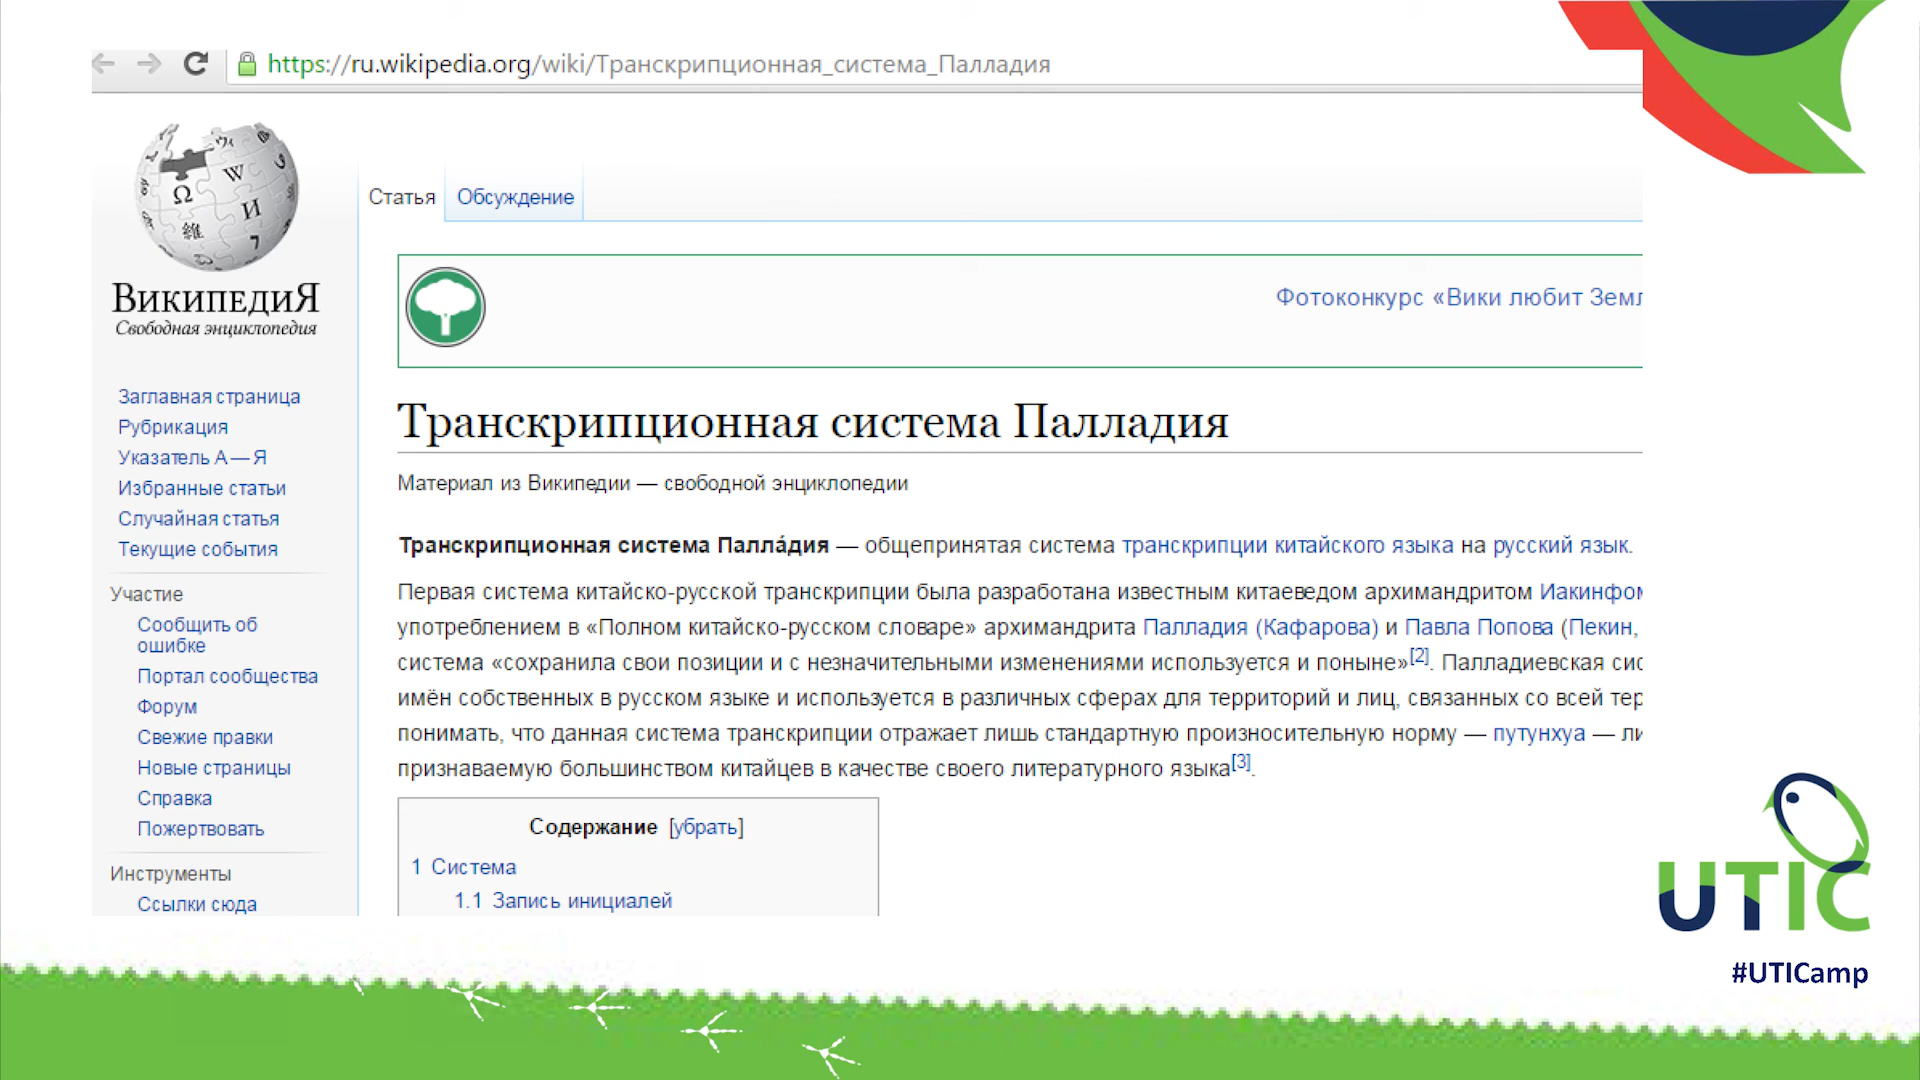 https://ru.wikipedia.org/wiki/Транскрипционная_система_Палладия
ВикипедиЯ
Свободная энциклопедия
Статья
Обсуждение
Фотоконкурс «Вики любитЗемл
Транскрипционная система Палладия
Материал из Википедии — свободной энциклопедии
Транскрипционная система Палла́дия — общепринятая система транскрипции китайского языка на русский язык.
Первая система китайско-русской транскрипции была разработана известным китаеведом архимандритом Иакинфом
употреблением в «Полном китайско-русском словаре» архимандрита Палладия (Кафарова) и Павла Попова (Пекин,
система «сохранила свои позиции и с незначительными изменениями используется и поныне»[2]. Палладиевская сис
имён собственных в русском языке и используется в различных сферах для территорий и лиц, связанных со всей тер
понимать, что данная система транскрипции отражает лишь стандартную произносительную норму — путунхуа — ли
признаваемую большинством китайцев в качестве своего литературного языка[3].
Содержание [убрать]
1 Система
1.1 Запись инициалей
Заглавная страница
Рубрикация
Указатель А — Я
Избранные статьи
Случайная статья
Текущие события
Участие
Сообщить об
ошибке
Портал сообщества
Форум
Свежие правки
Новые страницы
Справка
Пожертвовать
Инструменты
Ссылки сюда
UTIC
#UTICamp